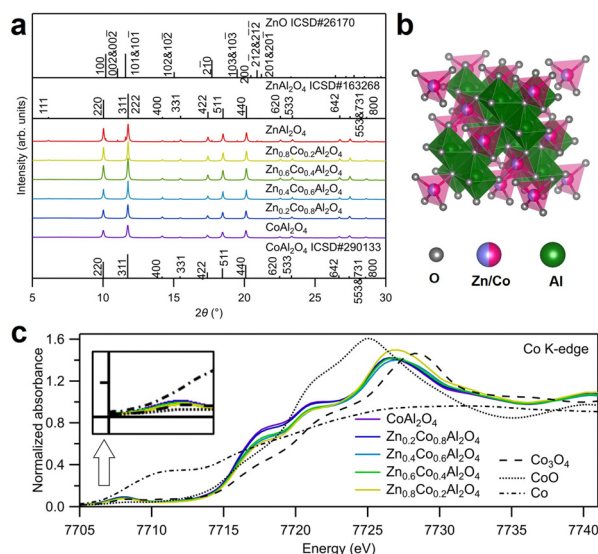 a
ZnO ICSD#26170
100
002&002̅
101&101̅
102&102̅
21̅0
103&103̅
200
212&212
201&201̅
ZnAl2O4 ICSD#163268
111
220
311
222
400
331
422
511
440
620
533
642
553&731
800
ZnAl2O4
Zn0.8Co0.2Al2O4
Zn0.6Co0.4Al2O4
Zn0.4Co0.6Al2O4
Zn0.2Co0.8Al2O4
CoAl2O4
CoAl2O4 ICSD#290133
220
311
400
331
422
511
440
620
533
642
553&731
800
Intensity (arb. units)
5 10 15 20 25 30
2θ (°)
b
O Zn/Co Al
c
Co K-edge
Normalized absorbance
1.6
1.2
0.8
0.4
0.0
CoAl2O4
Zn0.2Co0.8Al2O4
Zn0.4Co0.6Al2O4
Zn0.6Co0.4Al2O4
Zn0.8Co0.2Al2O4
Co3O4
CoO
Co
7705 7710 7715 7720 7725 7730 7735 7740
Energy (eV)